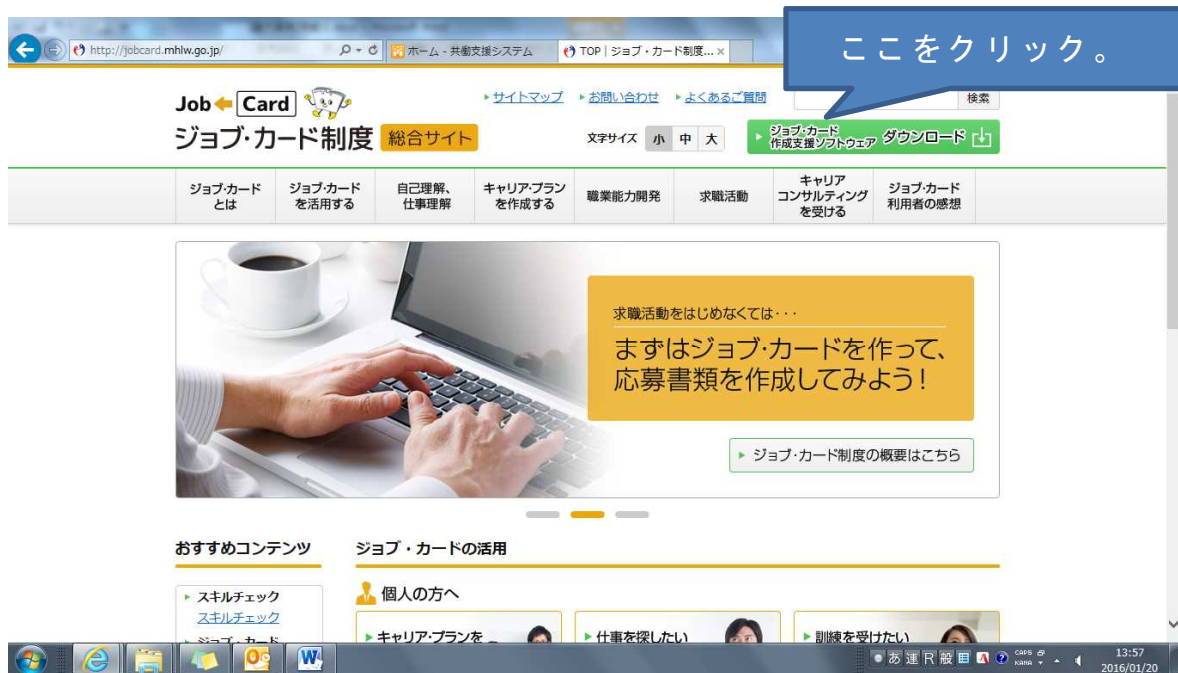 ここをクリック。
http://jobcard.mhlw.go.jp/
ホーム - 共働支援システム
TOP | ジョブ・カード制度...
Job Card
サイトマップ
お問い合わせ
よくあるご質問
検索
ジョブ・カード制度 総合サイト
文字サイズ 小 中 大
ジョブ・カード
作成支援ソフトウェア
ダウンロード
ジョブ・カード
とは
ジョブ・カード
を活用する
自己理解、
仕事理解
キャリア・プラン
を作成する
職業能力開発
求職活動
キャリア
コンサルティング
を受ける
ジョブ・カード
利用者の感想
求職活動をはじめなくては・・・
まずはジョブ・カードを作って、
応募書類を作成してみよう!
ジョブ・カード制度の概要はこちら
おすすめコンテンツ
スキルチェック
スキルチェック
ジョブ・カード
ジョブ・カードの活用
個人の方へ
キャリア・プランを
仕事を探したい
訓練を受けたい
あ 連 R 般
CAPS
KANA
13:57
2016/01/20